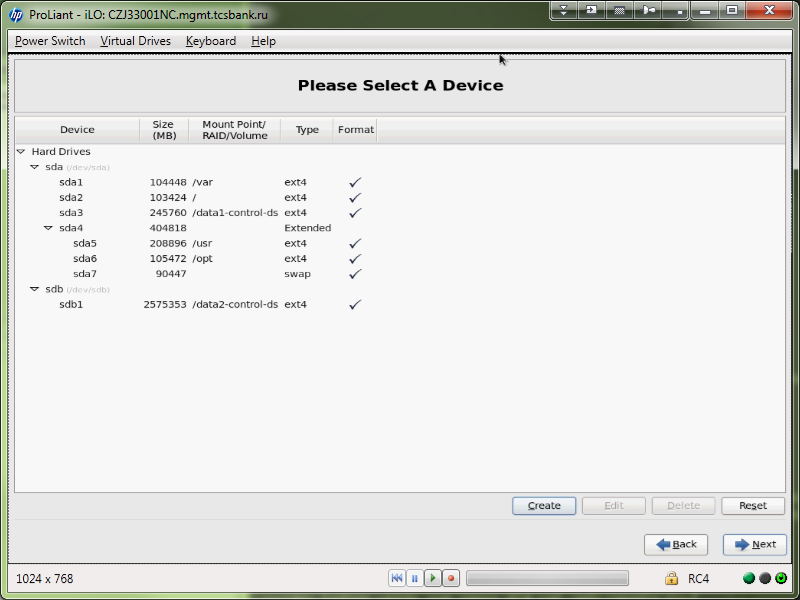 hp ProLiant - iLO: CZJ33001NC.mgmt.tcsbank.ru
Power Switch Virtual Drives Keyboard Help
Please Select A Device
Device Size (MB) Mount Point/ RAID/Volume Type Format
Hard Drives
sda (/dev/sda)
sda1 104448 /var ext4
sda2 103424 / ext4
sda3 245760 /data1-control-ds ext4
sda4 404818 Extended
sda5 208896 /usr ext4
sda6 105472 /opt ext4
sda7 90447 swap
sdb (/dev/sdb)
sdb1 2575353 /data2-control-ds ext4
Create Edit Delete Reset
Back Next
1024 x 768 RC4